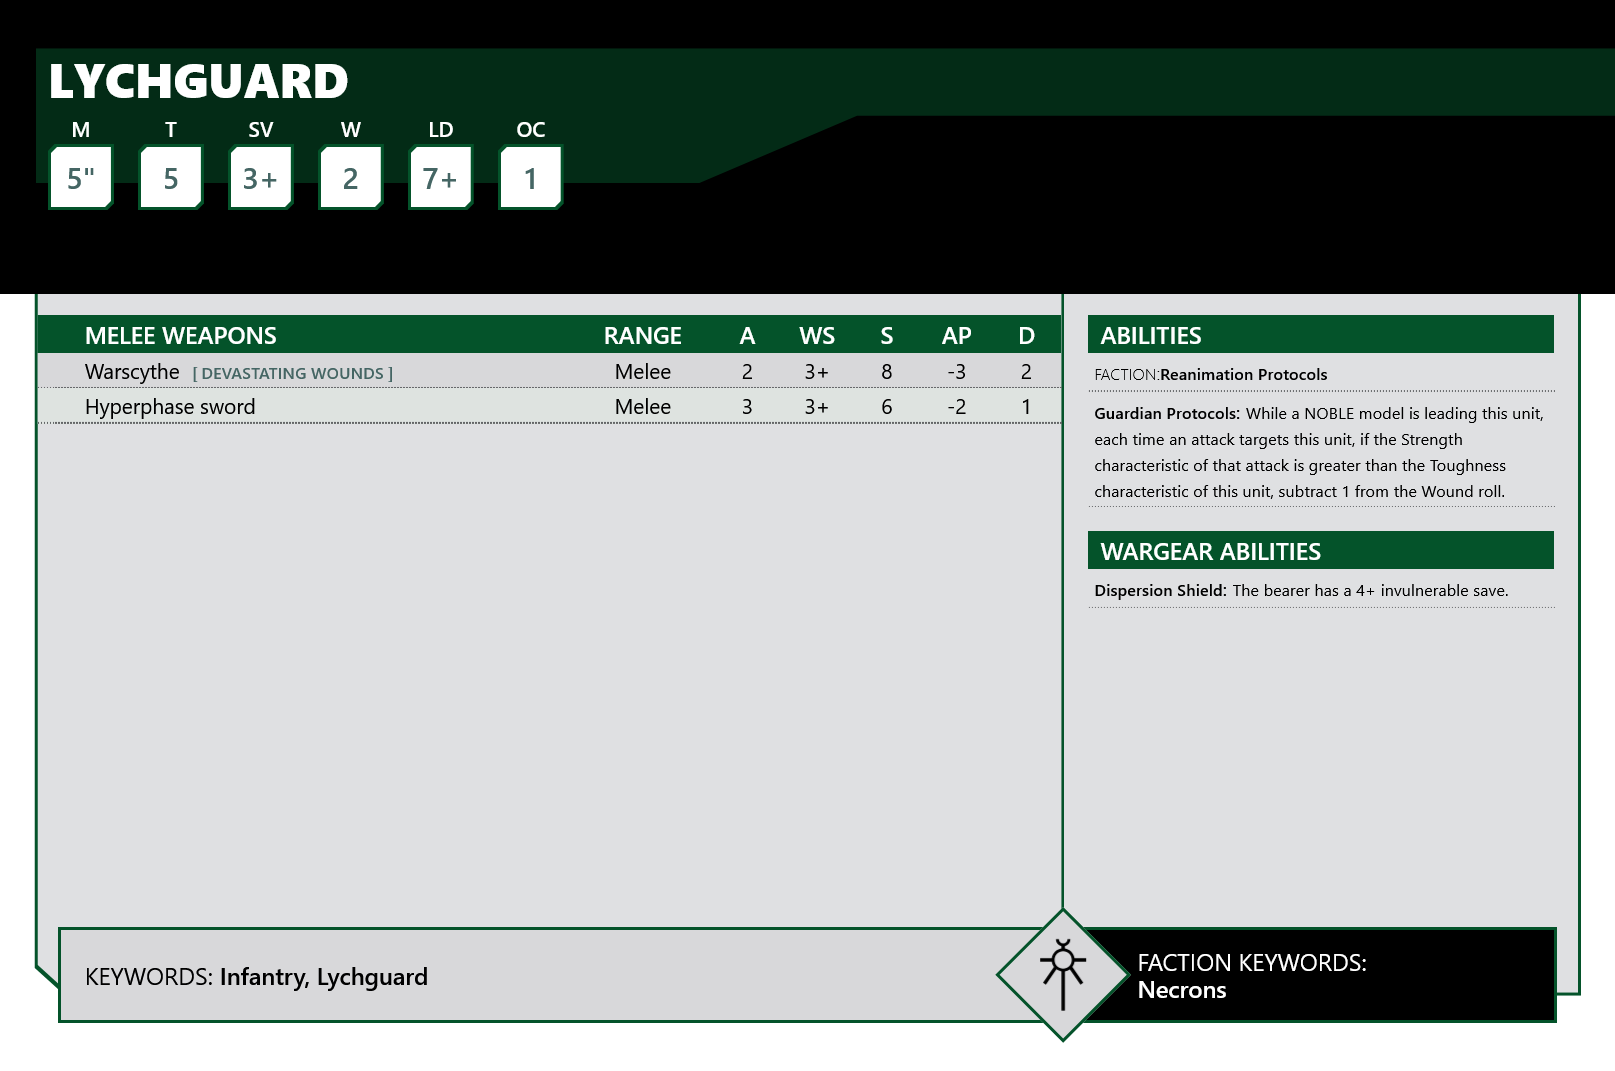 LYCHGUARD
M T SV W LD OC
5" 5 3+ 2 7+ 1
MELEE WEAPONS RANGE A WS S AP D
Warscythe [ DEVASTATING WOUNDS ] Melee 2 3+ 8 -3 2
Hyperphase sword Melee 3 3+ 6 -2 1
ABILITIES
FACTION:Reanimation Protocols
Guardian Protocols: While a NOBLE model is leading this unit,
each time an attack targets this unit, if the Strength
characteristic of that attack is greater than the Toughness
characteristic of this unit, subtract 1 from the Wound roll.
WARGEAR ABILITIES
Dispersion Shield: The bearer has a 4+ invulnerable save.
KEYWORDS: Infantry, Lychguard
FACTION KEYWORDS:
Necrons